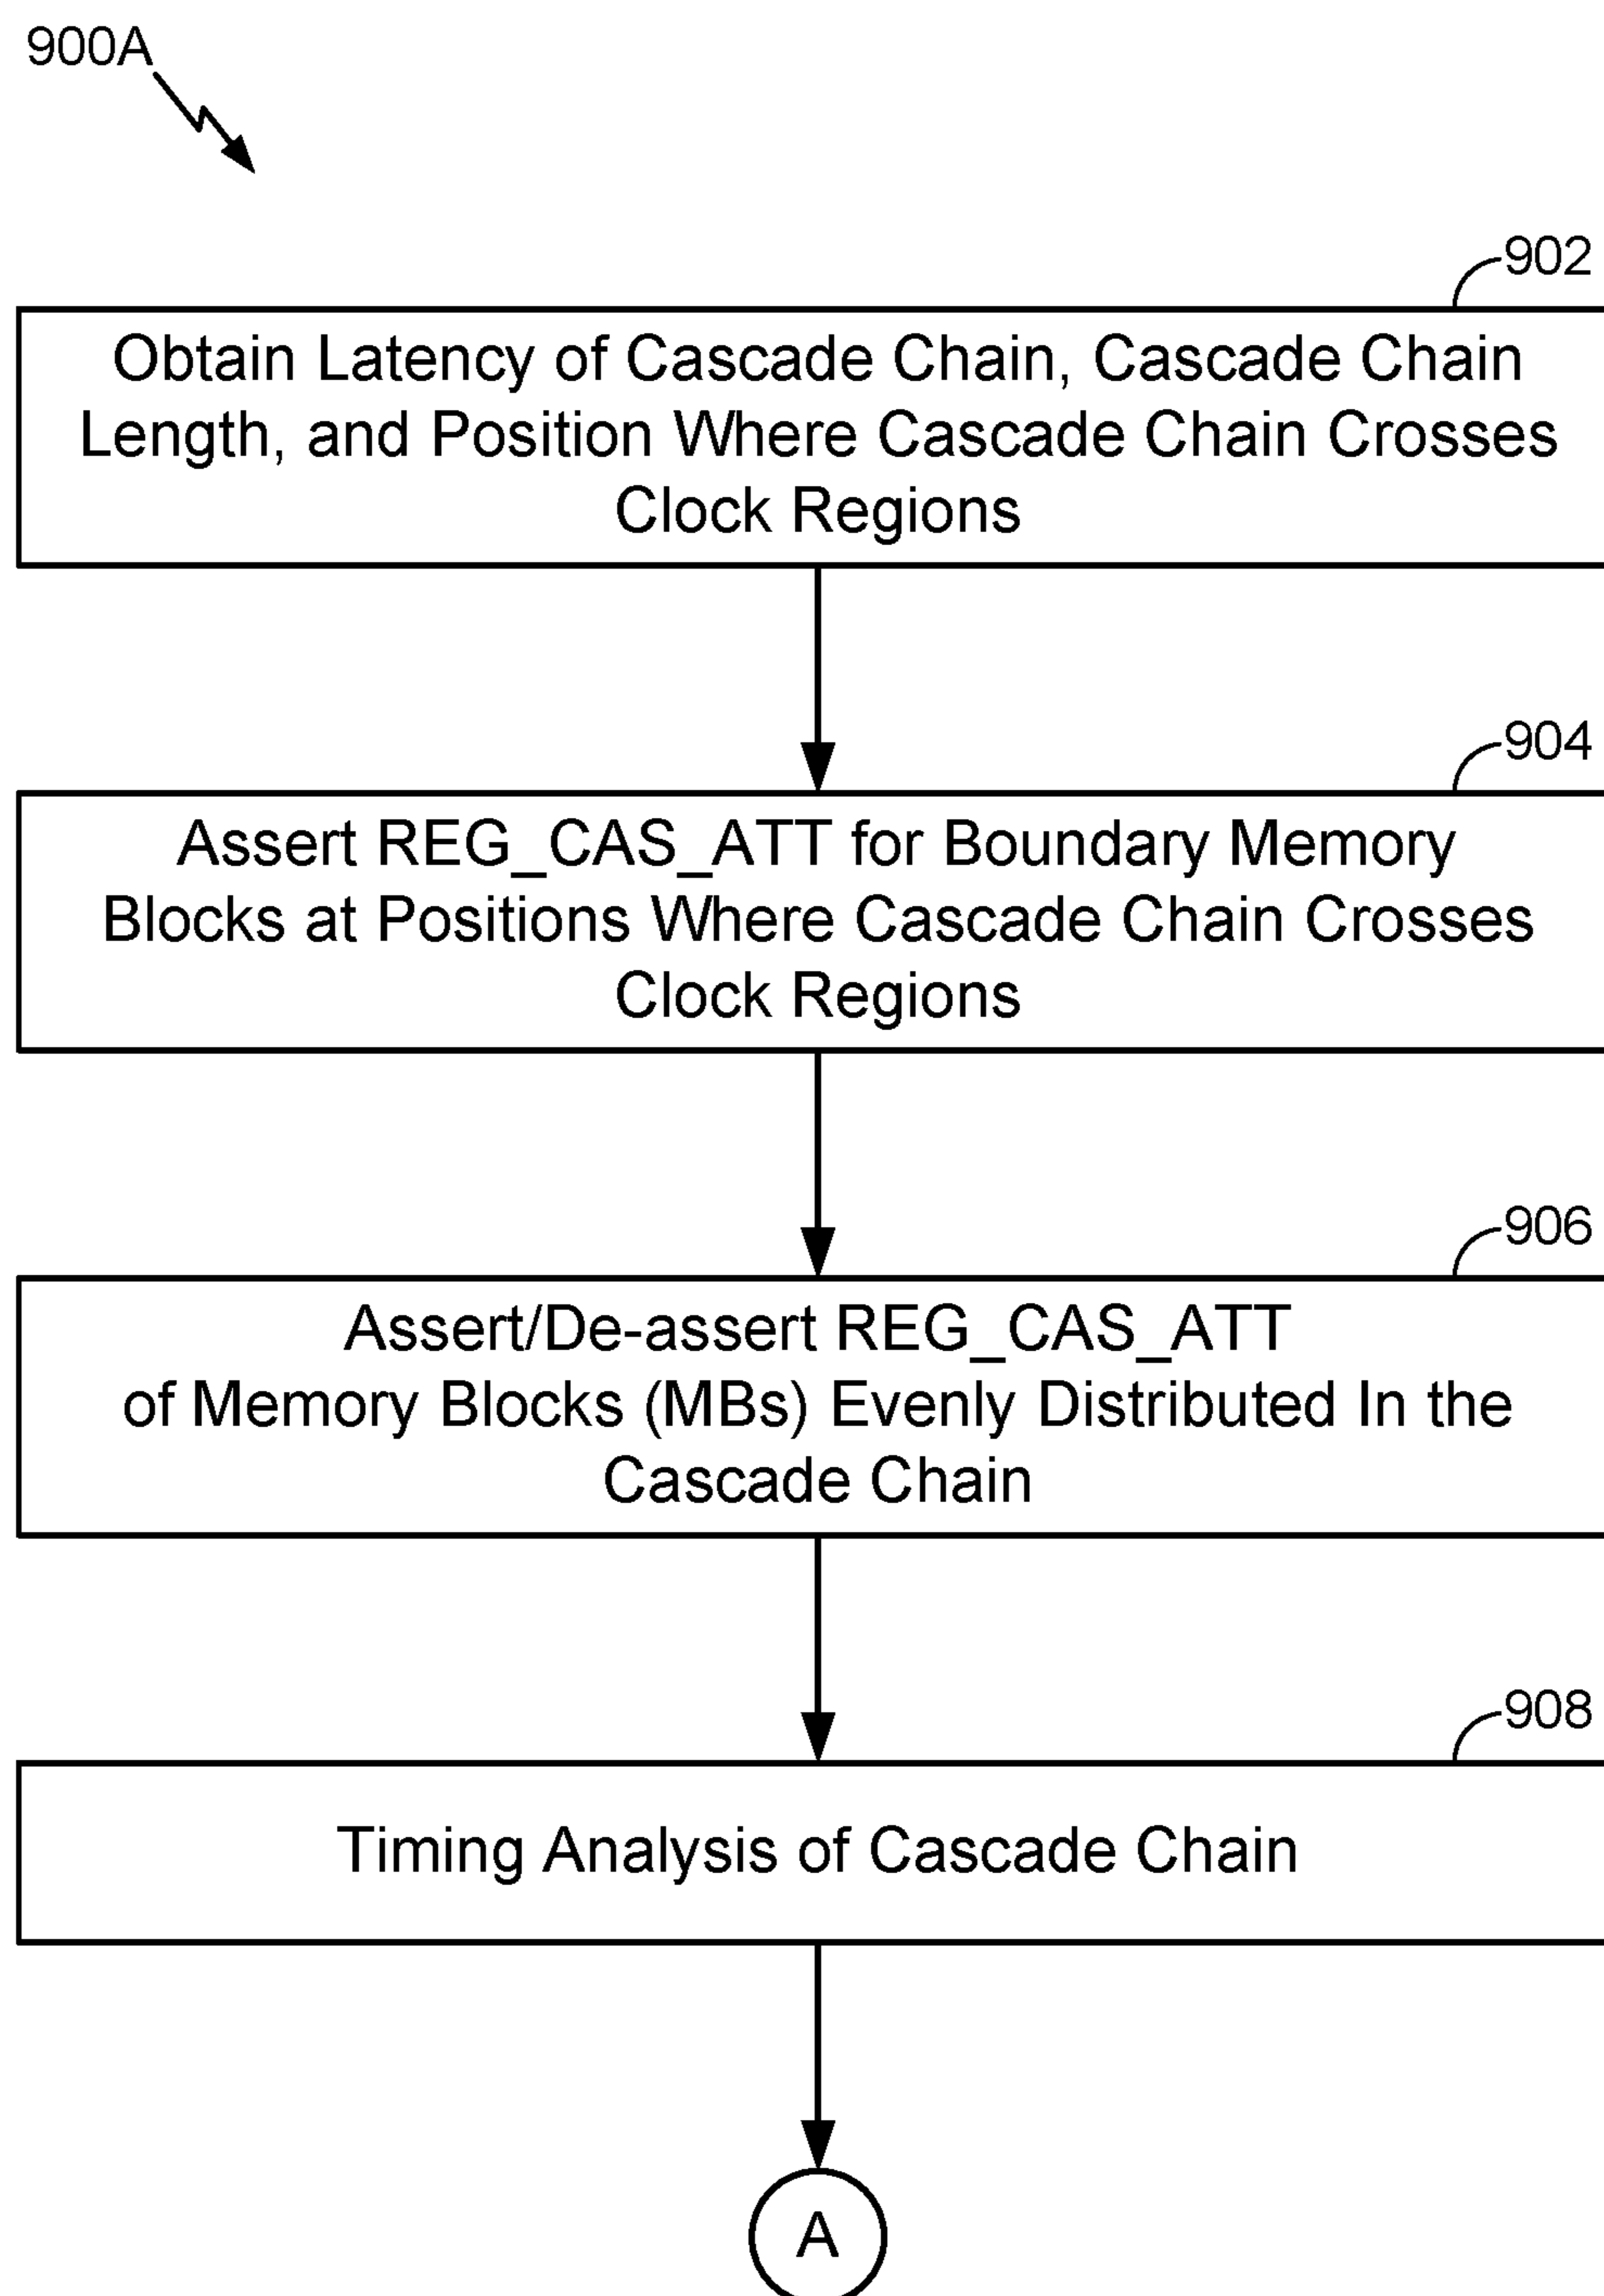 900A
902
Obtain Latency of Cascade Chain, Cascade Chain
Length, and Position Where Cascade Chain Crosses
Clock Regions
904
Assert REG_CAS_ATT for Boundary Memory
Blocks at Positions Where Cascade Chain Crosses
Clock Regions
906
Assert/De-assert REG_CAS_ATT
of Memory Blocks (MBs) Evenly Distributed In the
Cascade Chain
908
Timing Analysis of Cascade Chain
A